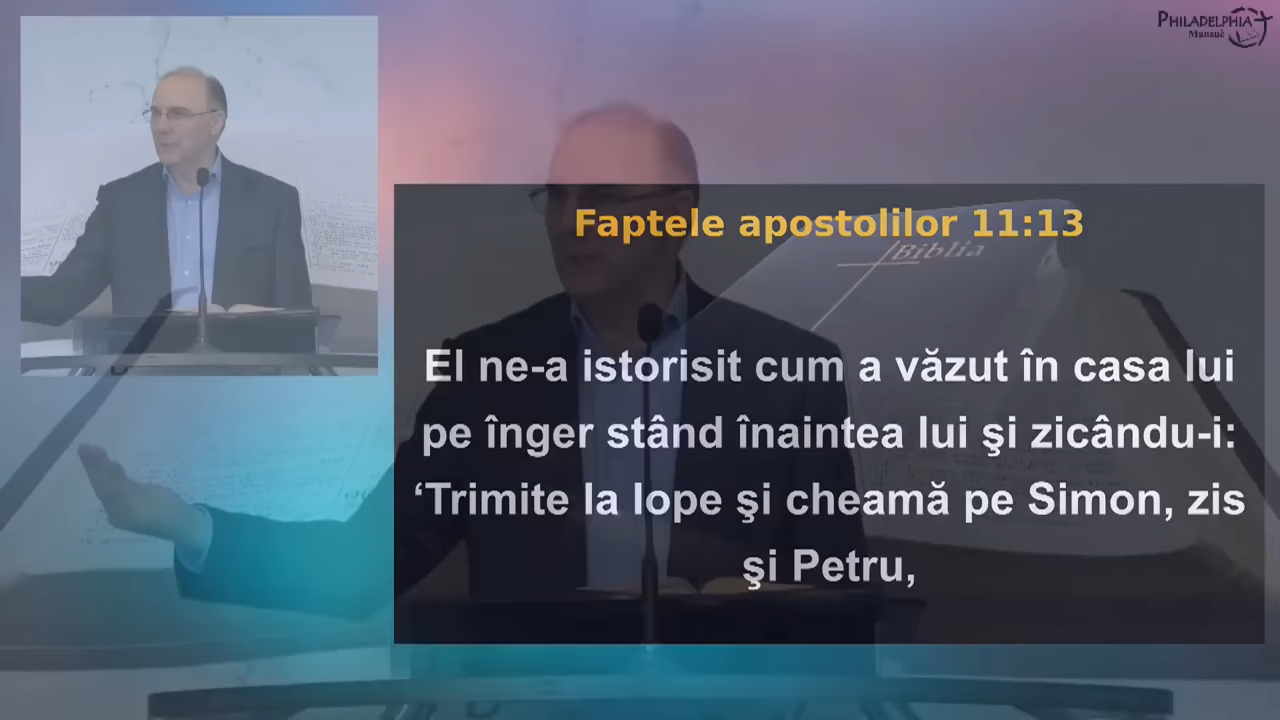 PHILADELPHIA
Mansuè
Faptele apostolilor 11:13
Biblia
El ne-a istorisit cum a văzut în casa lui
pe înger stând înaintea lui şi zicându-i:
‘Trimite la Iope şi cheamă pe Simon, zis
şi Petru,